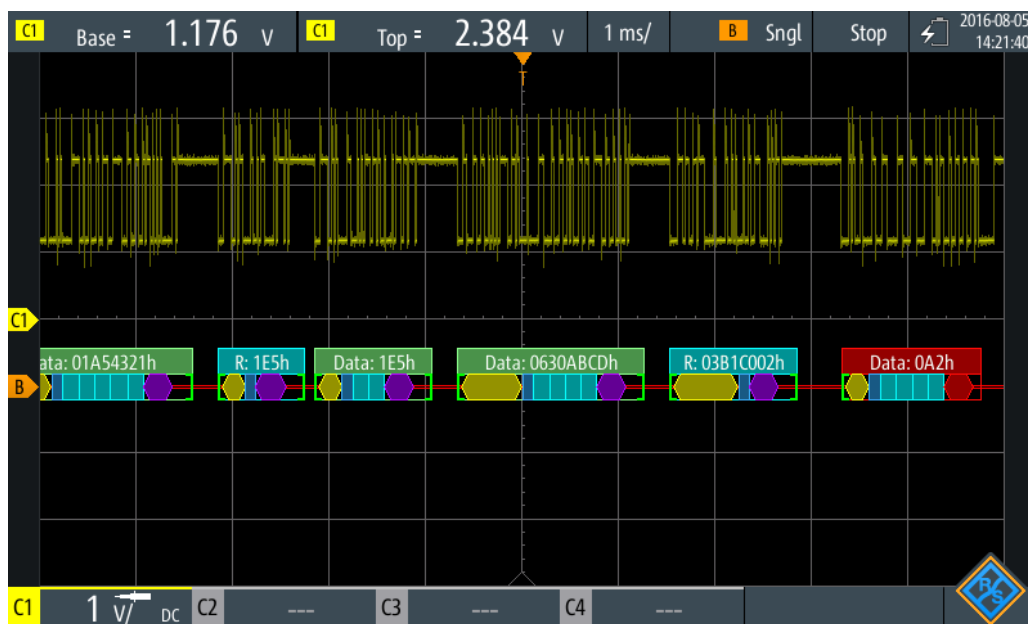 C1 Base = 1.176 V C1 Top = 2.384 V 1 ms/ B Sngl Stop 2016-08-05
14:21:40
T
C1
ata: 01A54321h R: 1E5h Data: 1E5h Data: 0630ABCDh R: 03B1C002h Data: 0A2h
B
C1 1 V/ DC C2 --- C3 --- C4 ---
R/S